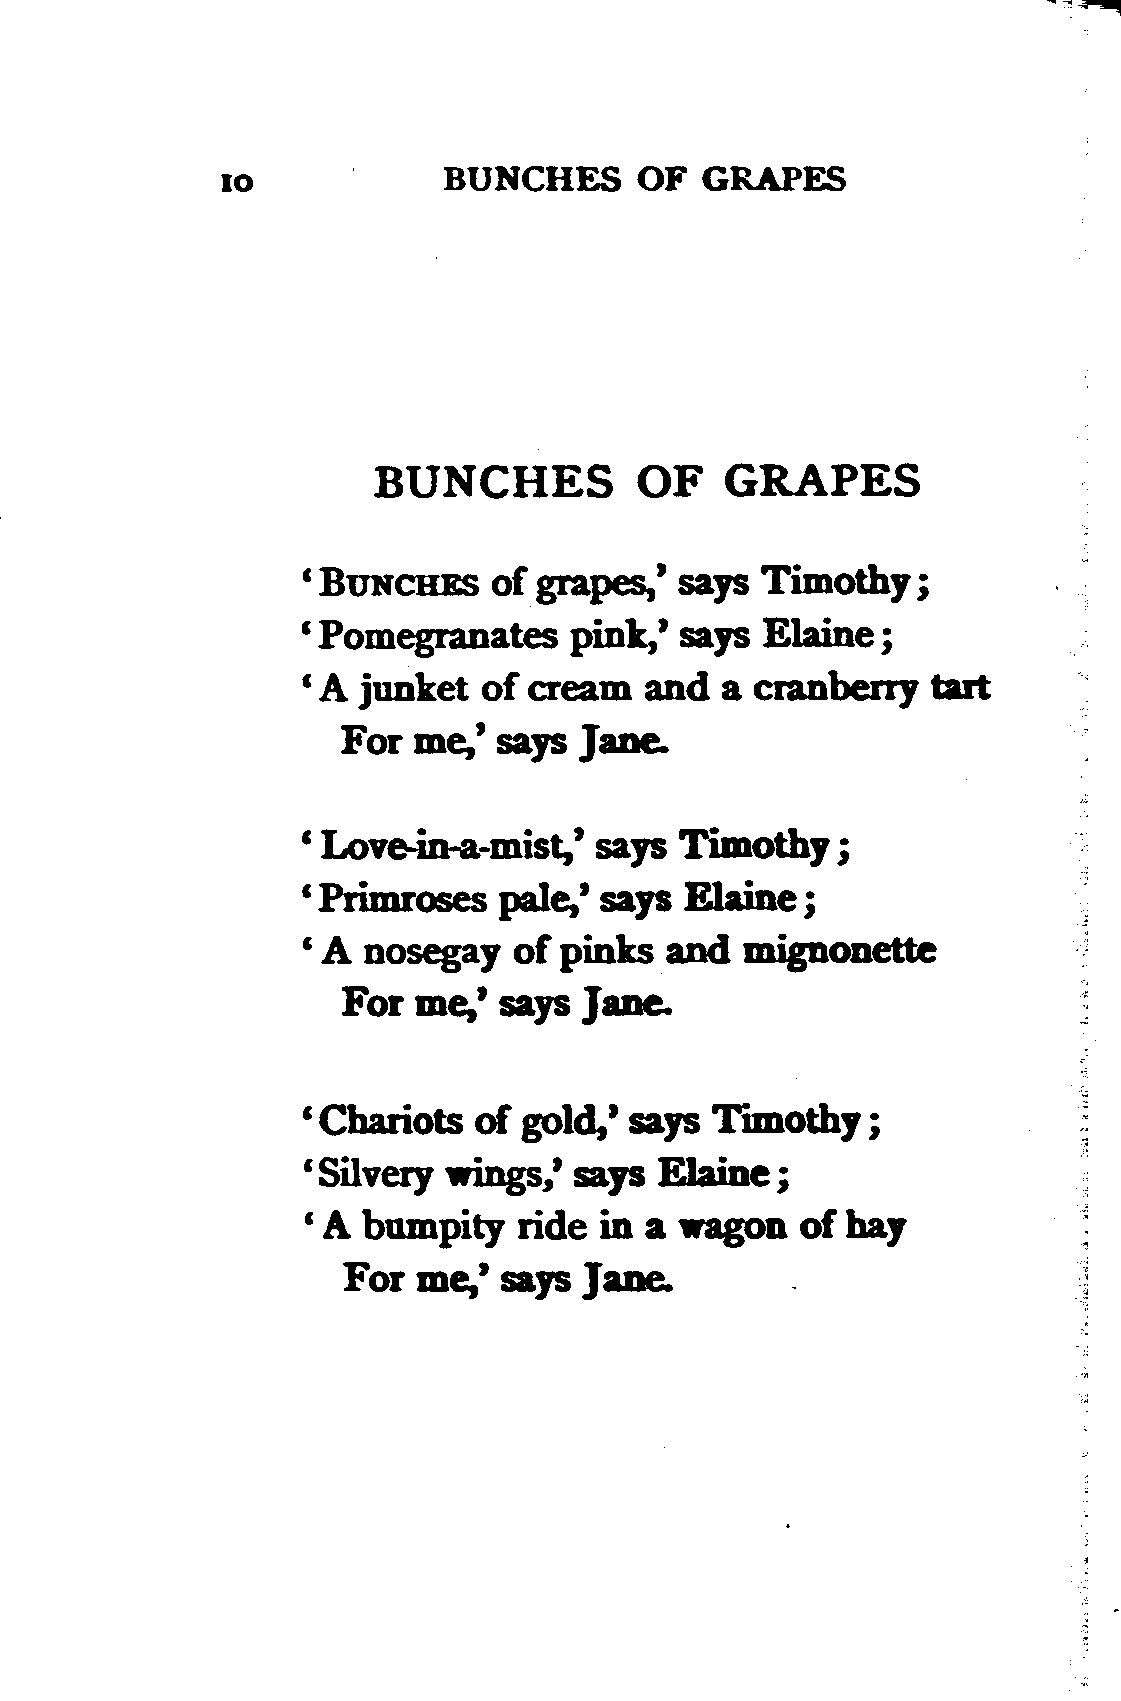 10 BUNCHES OF GRAPES
BUNCHES OF GRAPES
‘BUNCHES of grapes,’ says Timothy;
‘Pomegranates pink,’ says Elaine;
‘A junket of cream and a cranberry tart
For me,’ says Jane.
‘Love-in-a-mist,’ says Timothy;
‘Primroses pale,’ says Elaine;
‘A nosegay of pinks and mignonette
For me,’ says Jane.
‘Chariots of gold,’ says Timothy;
‘Silvery wings,’ says Elaine;
‘A bumpity ride in a wagon of hay
For me,’ says Jane.